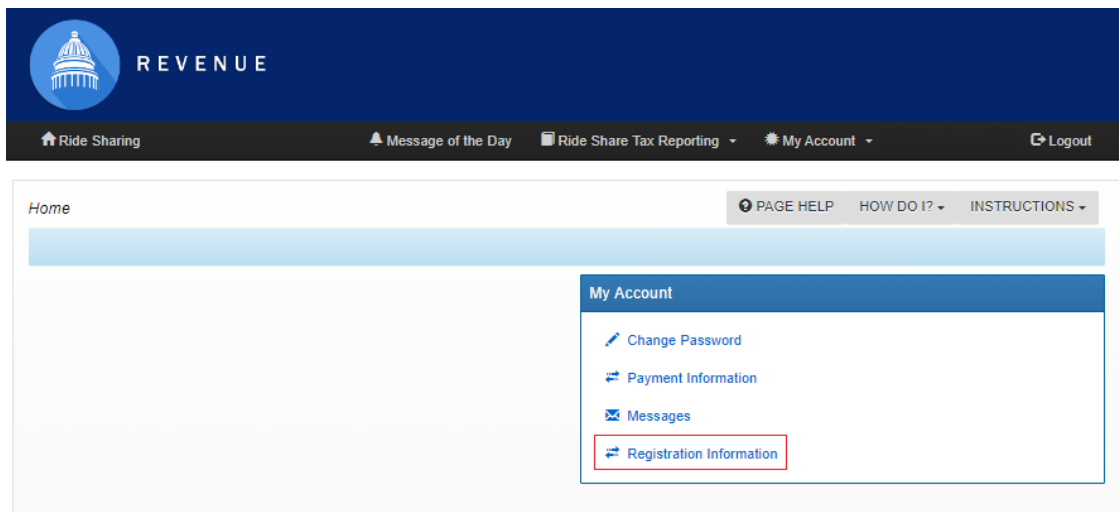 REVENUE
Ride Sharing Message of the Day Ride Share Tax Reporting My Account Logout
Home PAGE HELP HOW DO I? INSTRUCTIONS
My Account
Change Password
Payment Information
Messages
Registration Information